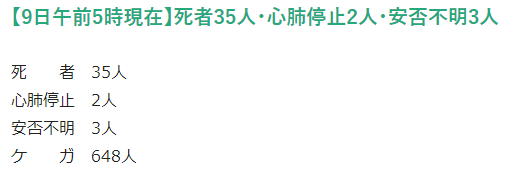 【9日午前5時現在】死者35人・心肺停止2人・安否不明3人
死　　者　35人
心肺停止　2人
安否不明　3人
ケ　　ガ　648人